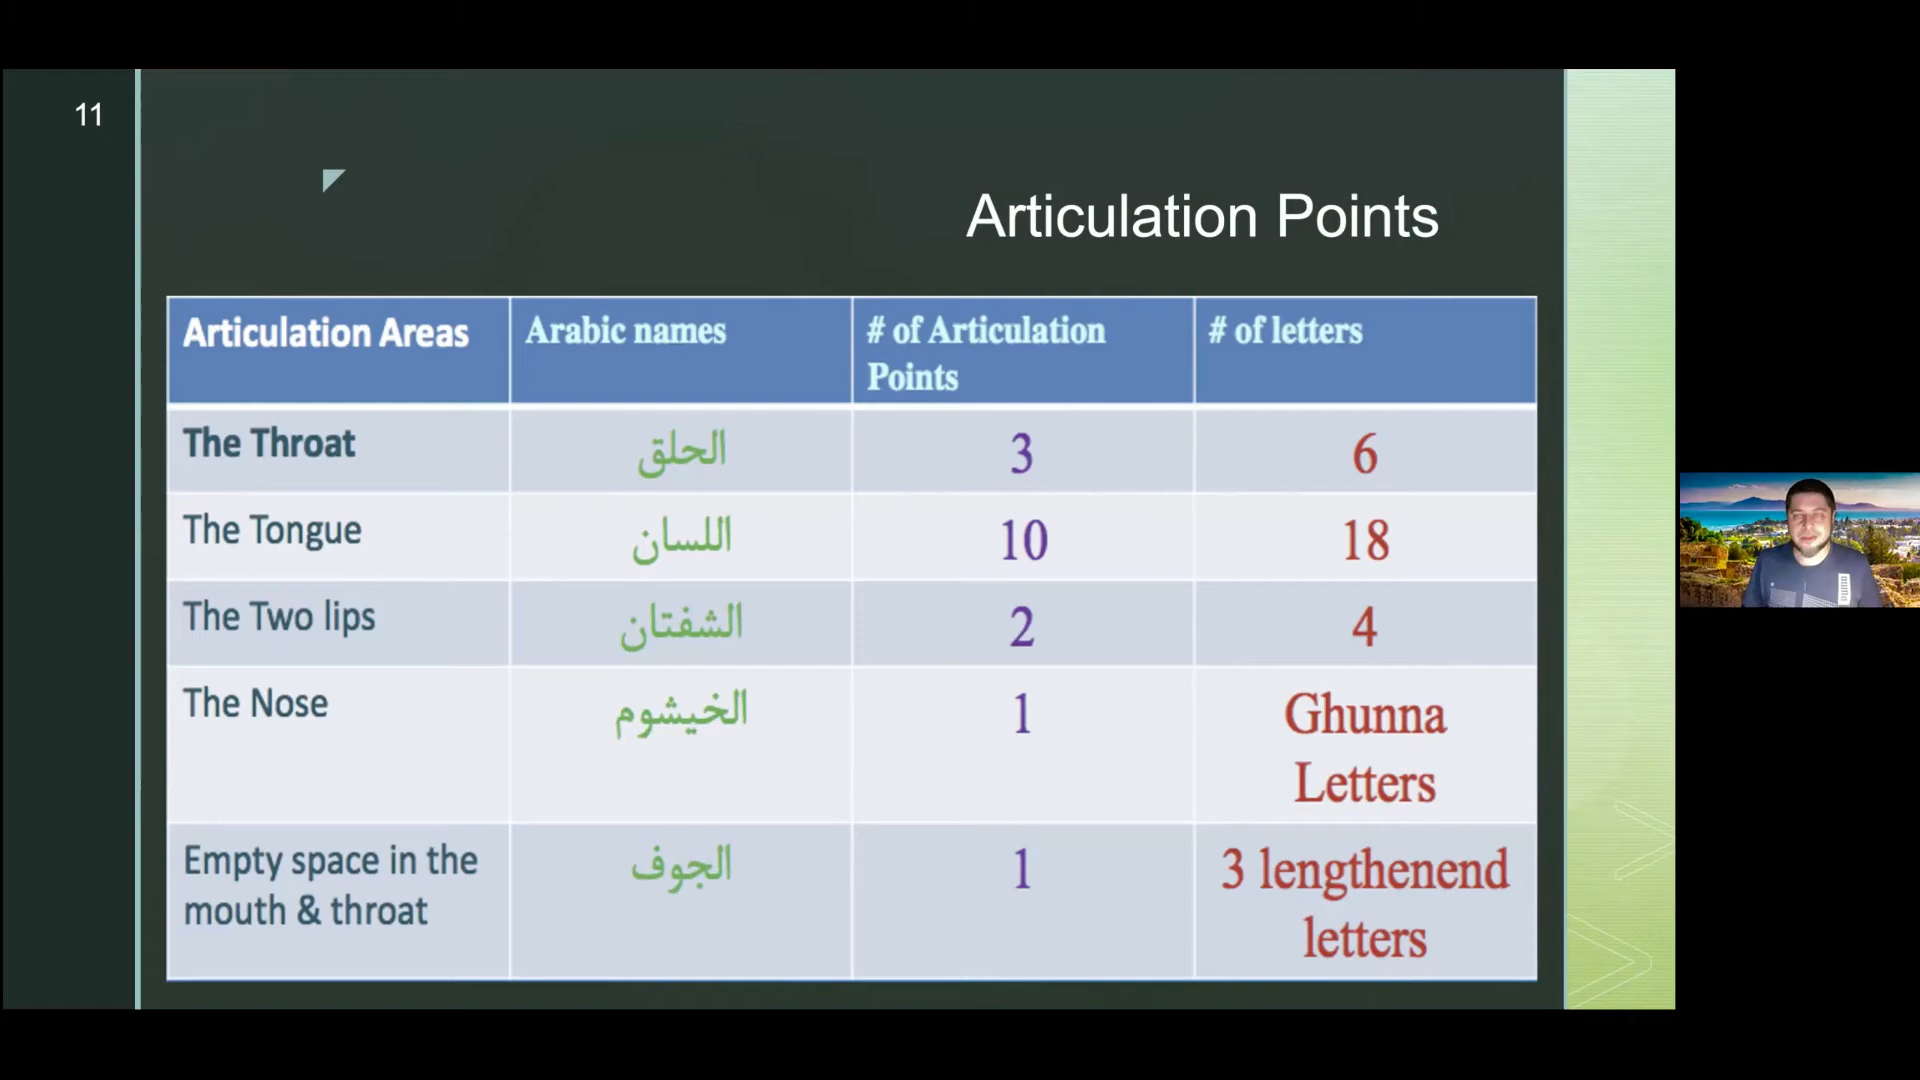 11
Articulation Points
Articulation Areas
Arabic names
# of Articulation
Points
# of letters
The Throat
الحلق
3
6
The Tongue
اللسان
10
18
The Two lips
الشفتان
2
4
The Nose
الخيشوم
1
Ghunna
Letters
Empty space in the
mouth & throat
الجوف
1
3 lengthenend
letters